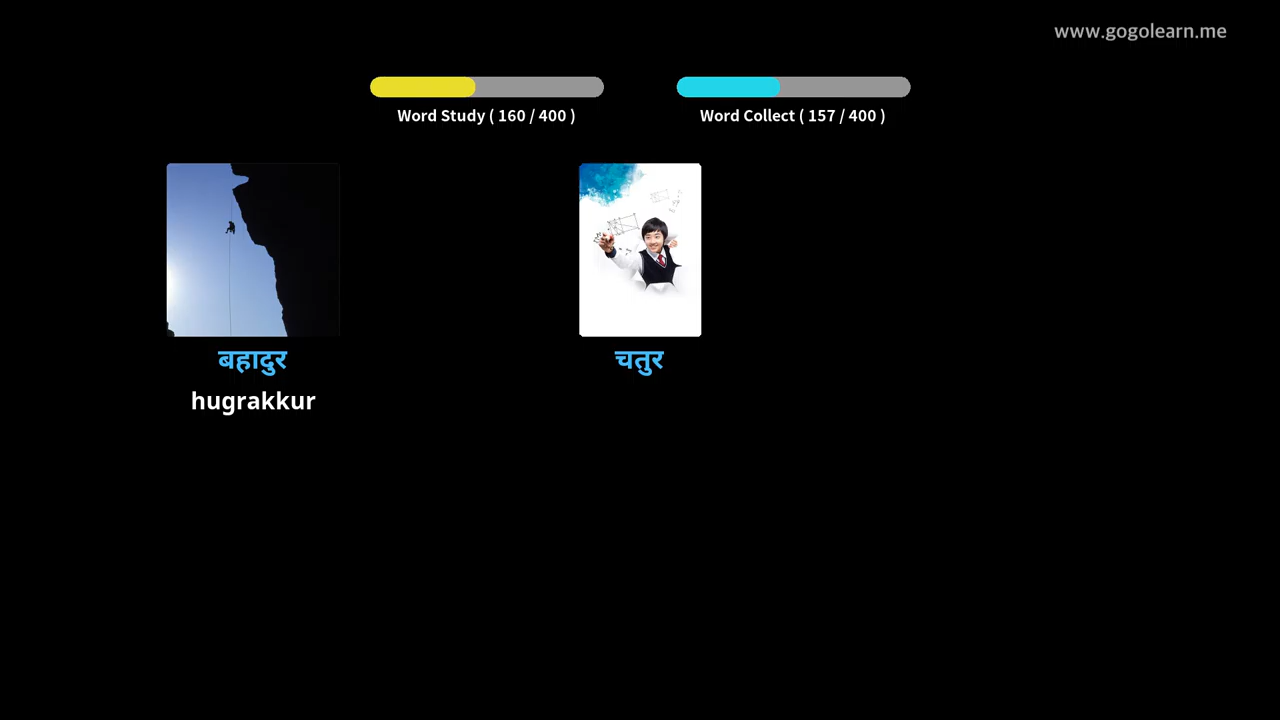 www.gogolearn.me
Word Study ( 160 / 400 )
Word Collect ( 157 / 400 )
बहादुर
चतुर
hugrakkur